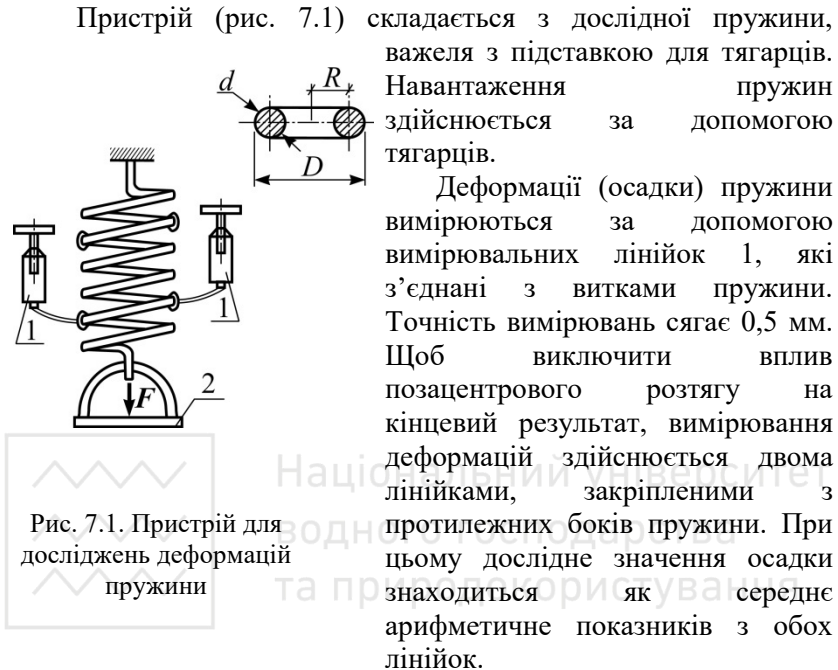 Пристрій (рис. 7.1) складається з дослідної пружини,
важеля з підставкою для тягарців.
Навантаження пружин
здійснюється за допомогою
тягарців.
Деформації (осадки) пружини
вимірюються за допомогою
вимірювальних лінійок 1, які
з’єднані з витками пружини.
Точність вимірювань сягає 0,5 мм.
Щоб виключити вплив
позацентрового розтягу на
кінцевий результат, вимірювання
деформацій здійснюється двома
лінійками, закріпленими з
протилежних боків пружини. При
цьому дослідне значення осадки
знаходиться як середнє
арифметичне показників з обох
лінійок.
d
R
D
1
1
F
2
Рис. 7.1. Пристрій для
досліджень деформацій
пружини
Національний університет
водного господарства
та природокористування